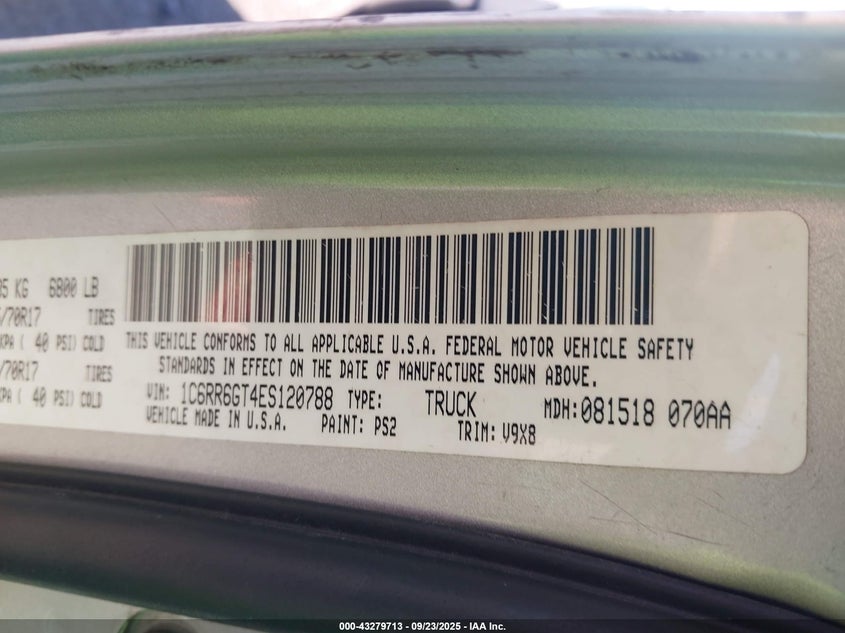 05 KG 6800 LB
/70R17 TIRES
KPA ( 40 PSI) COLD
/70R17 TIRES
KPA ( 40 PSI) COLD
THIS VEHICLE CONFORMS TO ALL APPLICABLE U.S.A. FEDERAL MOTOR VEHICLE SAFETY
STANDARDS IN EFFECT ON THE DATE OF MANUFACTURE SHOWN ABOVE.
VIN: 1C6RR6GT4ES120788 TYPE: TRUCK MDH:081518 070AA
VEHICLE MADE IN U.S.A. PAINT: PS2 TRIM: V9X8
000-43279713 - 09/23/2025 - IAA Inc.